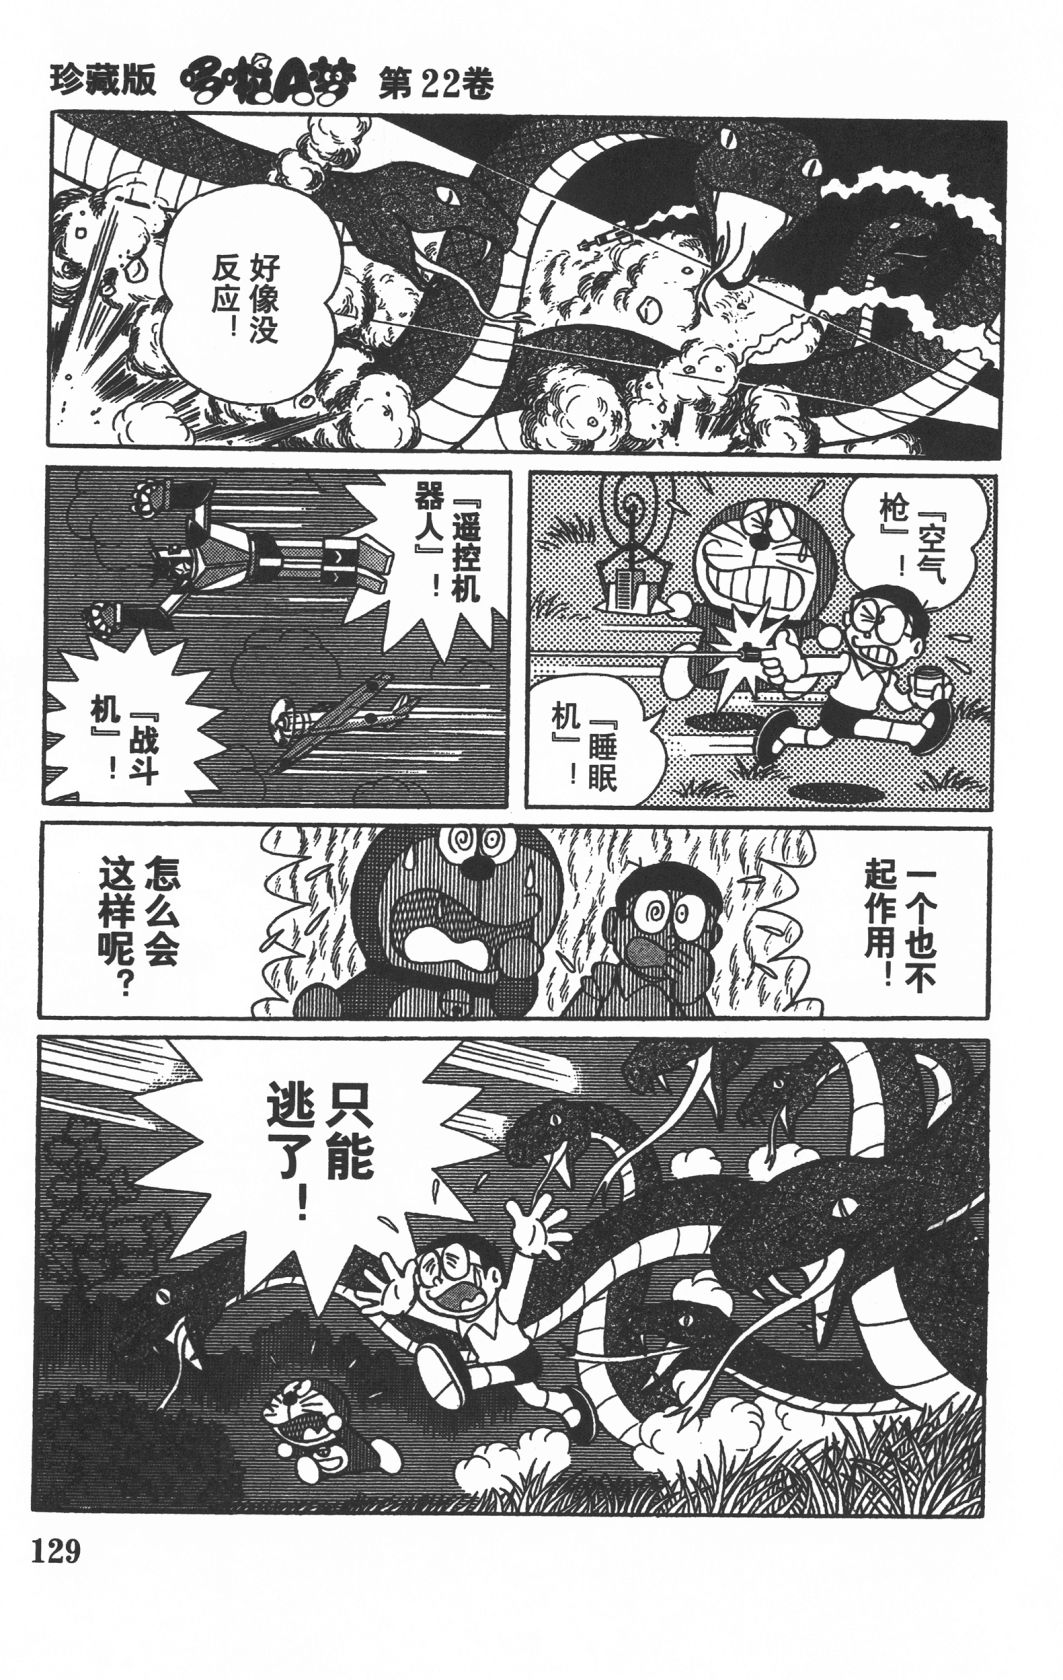 珍藏版 哆啦A梦 第22卷
好像没
反应！
『空气
枪』！
『睡眠
机』！
『遥控机
器人』！
『战斗
机』！
一个也不
起作用！
怎么会
这样呢？
只能
逃了！
129